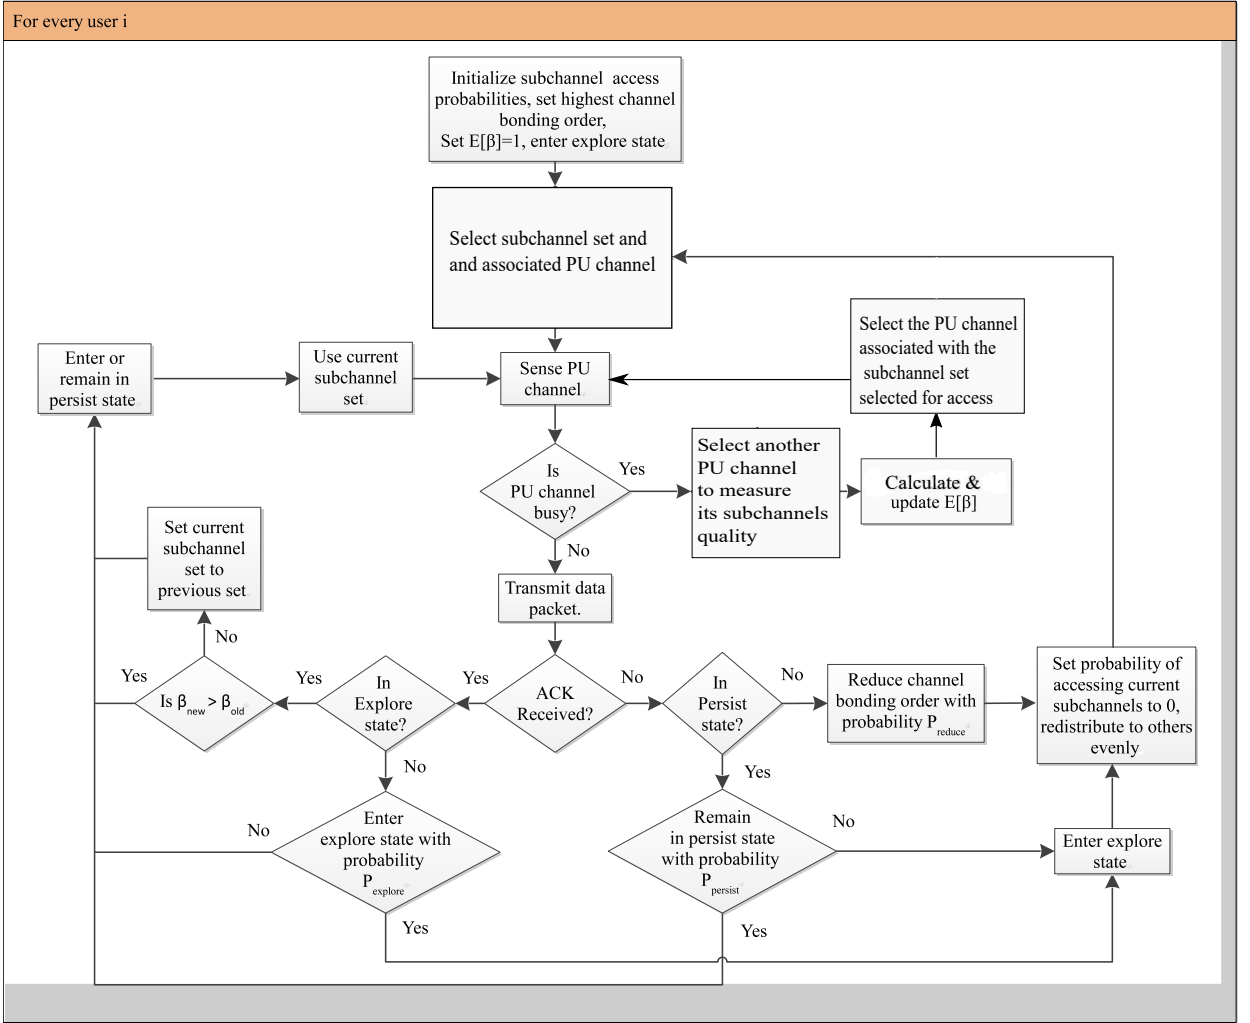 For every user i
Initialize subchannel access
probabilities, set highest channel
bonding order,
Set E[β]=1, enter explore state
Select subchannel set and
and associated PU channel
Select the PU channel
associated with the
subchannel set
selected for access
Enter or
remain in
persist state
Use current
subchannel
set
Sense PU
channel
Is
PU channel
busy?
Yes
Select another
PU channel
to measure
its subchannels
quality
Calculate &
update E[β]
No
Set current
subchannel
set to
previous set
Transmit data
packet.
No
Yes
Is βnew > βold
Yes
In
Explore
state?
Yes
ACK
Received?
No
In
Persist
state?
No
Reduce channel
bonding order with
probability Preduce
Set probability of
accessing current
subchannels to 0,
redistribute to others
evenly
No
Yes
No
Enter
explore state with
probability
Pexplore
Remain
in persist state
with probability
Ppersist
No
Enter explore
state
Yes
Yes